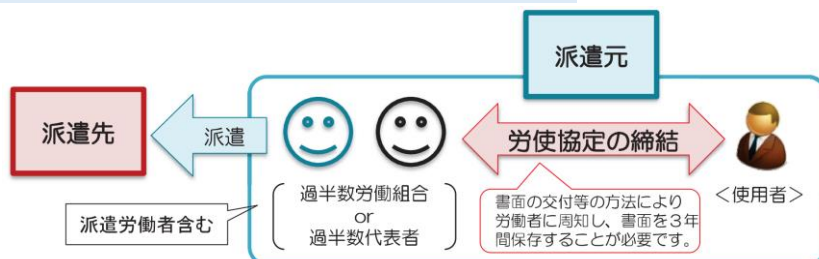 派遣元
派遣先
派遣
労使協定の締結
過半数労働組合
or
過半数代表者
<使用者>
派遣労働者含む
書面の交付等の方法により
労働者に周知し、書面を3年
間保存することが必要です。